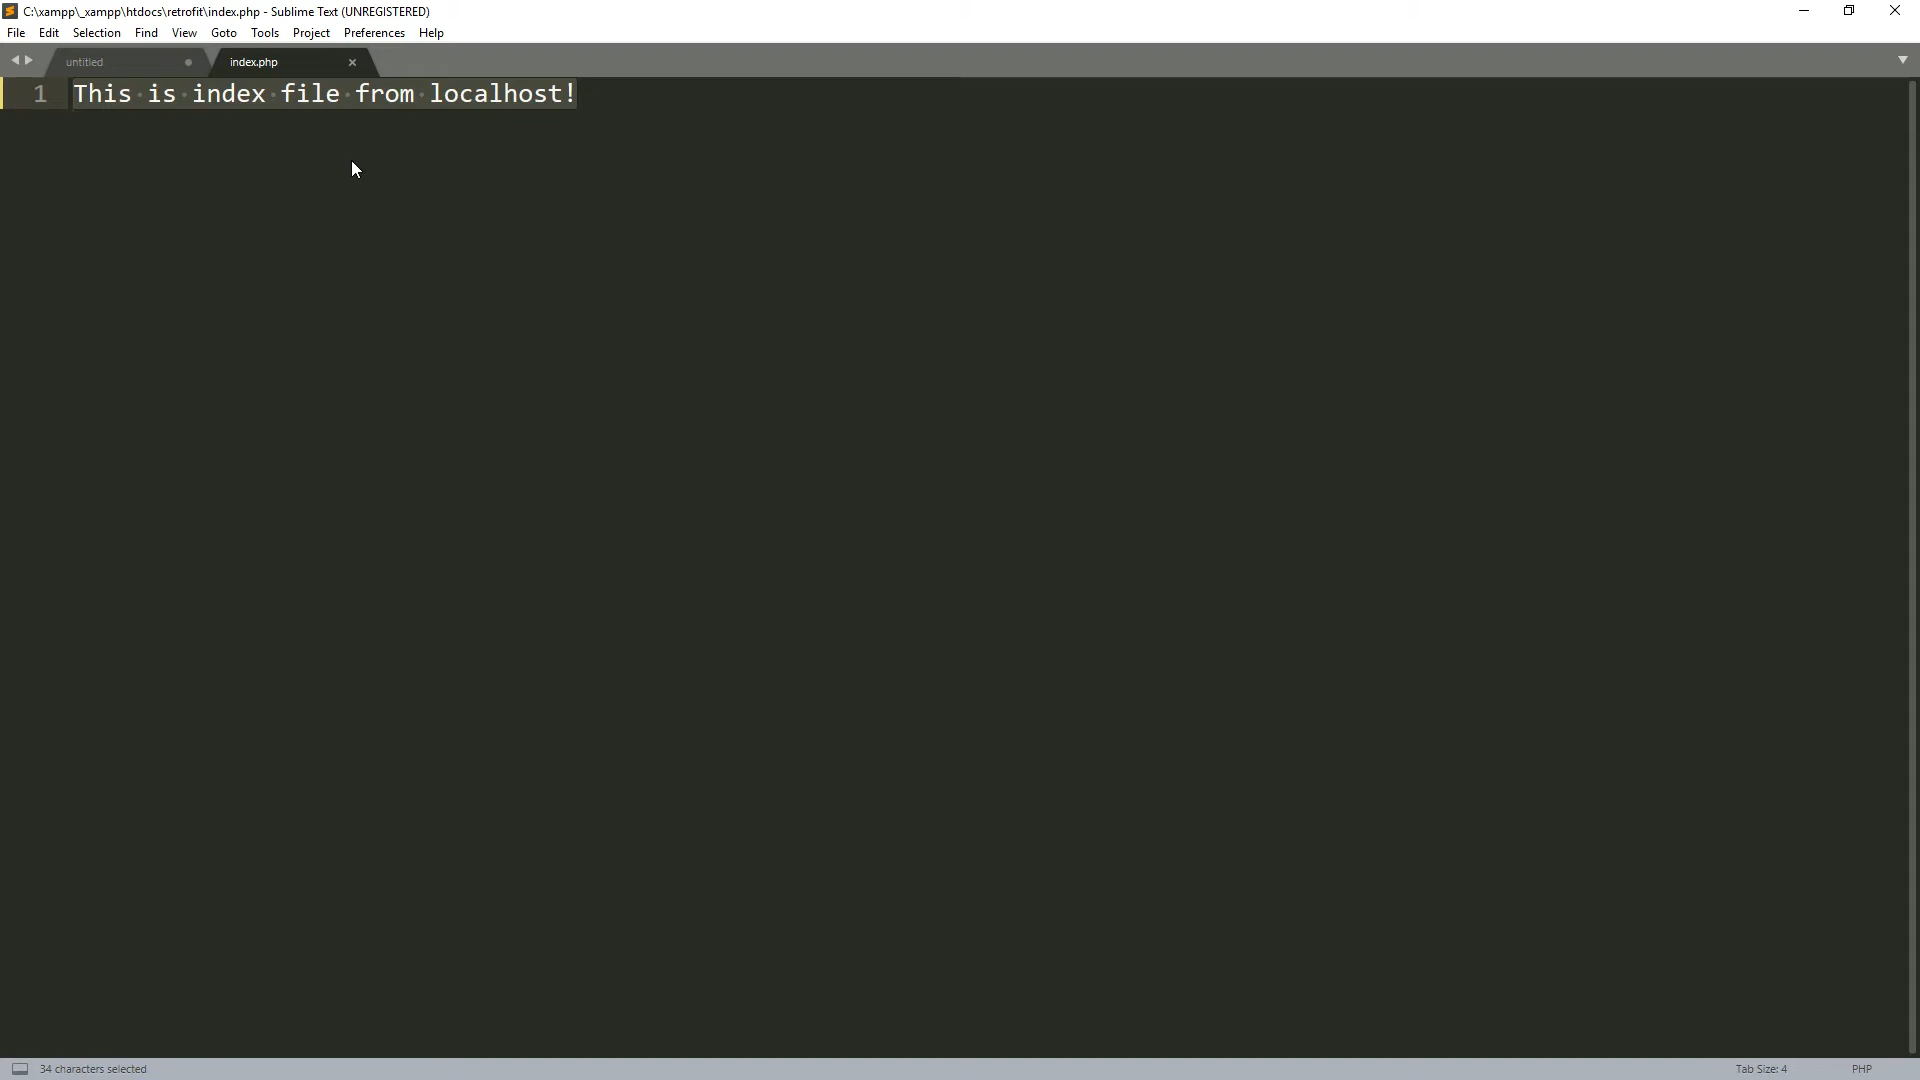 C:\xampp\_xampp\htdocs\retrofit\index.php - Sublime Text (UNREGISTERED)
File Edit Selection Find View Goto Tools Project Preferences Help
untitled index.php
1 This is index file from localhost!
34 characters selected Tab Size: 4 PHP